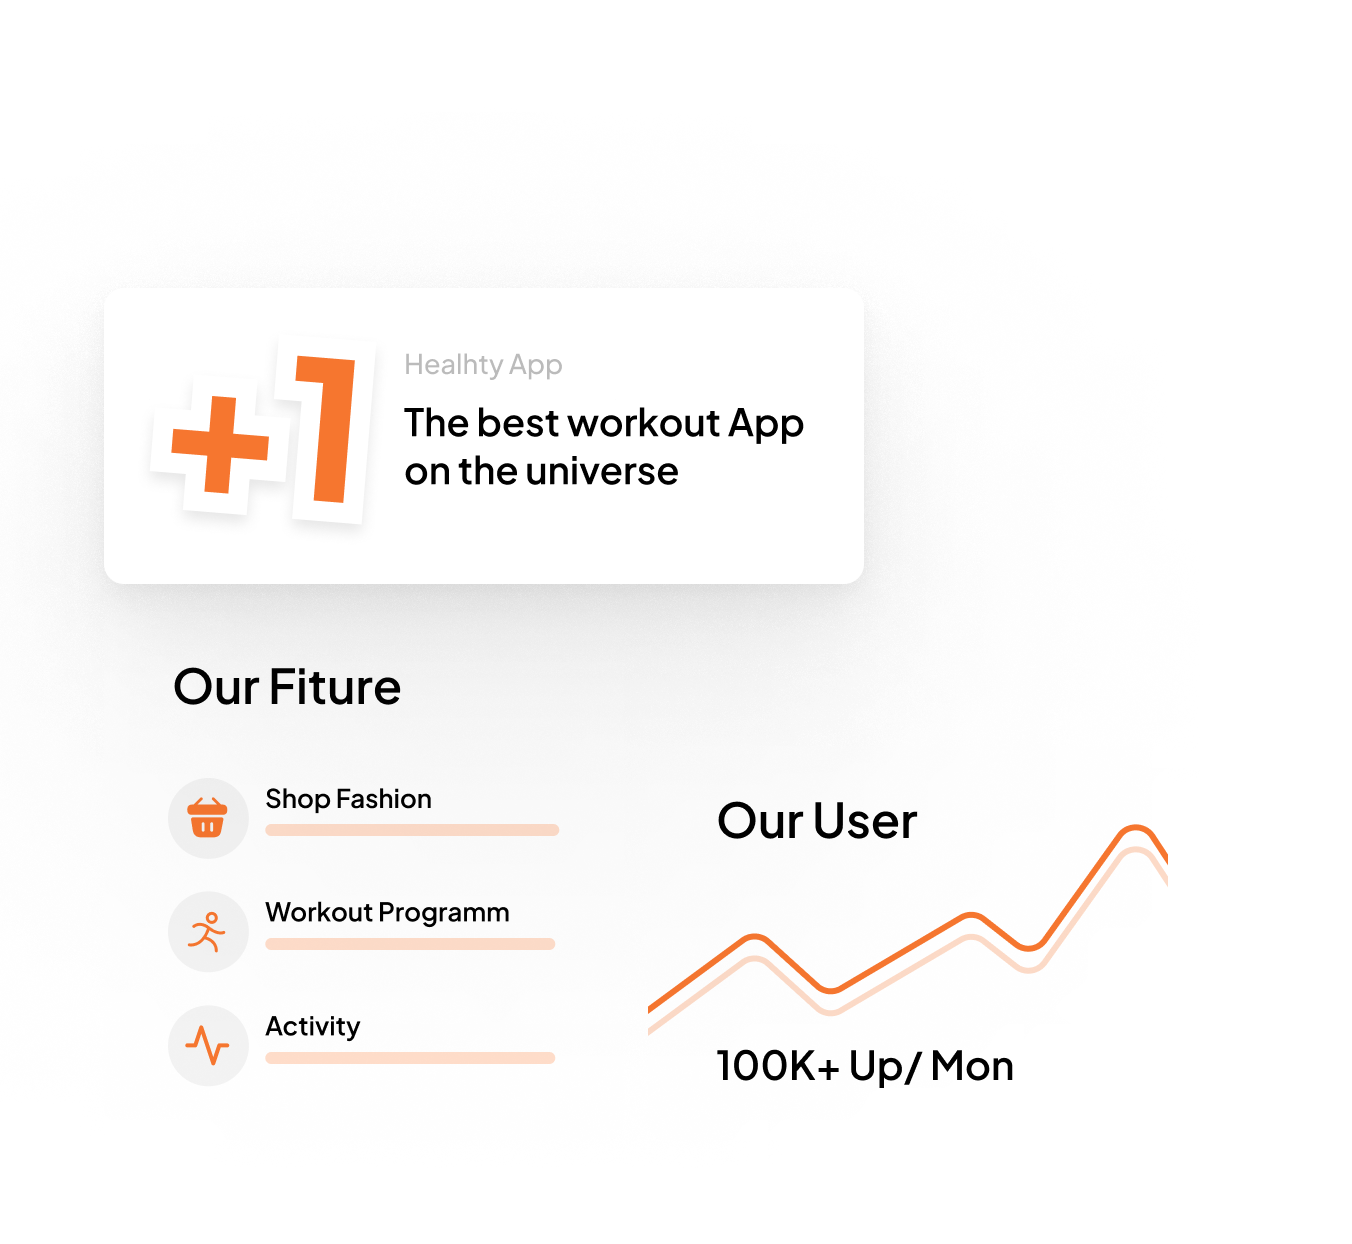 +1
Healhty App
The best workout App
on the universe
Our Fiture
Shop Fashion
Workout Programm
Activity
Our User
100K+ Up/ Mon